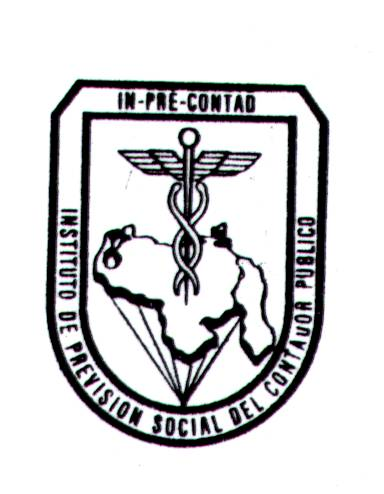 IN-PRE-CONTAD
INSTITUTO DE PREVISION SOCIAL DEL CONTADOR PUBLICO